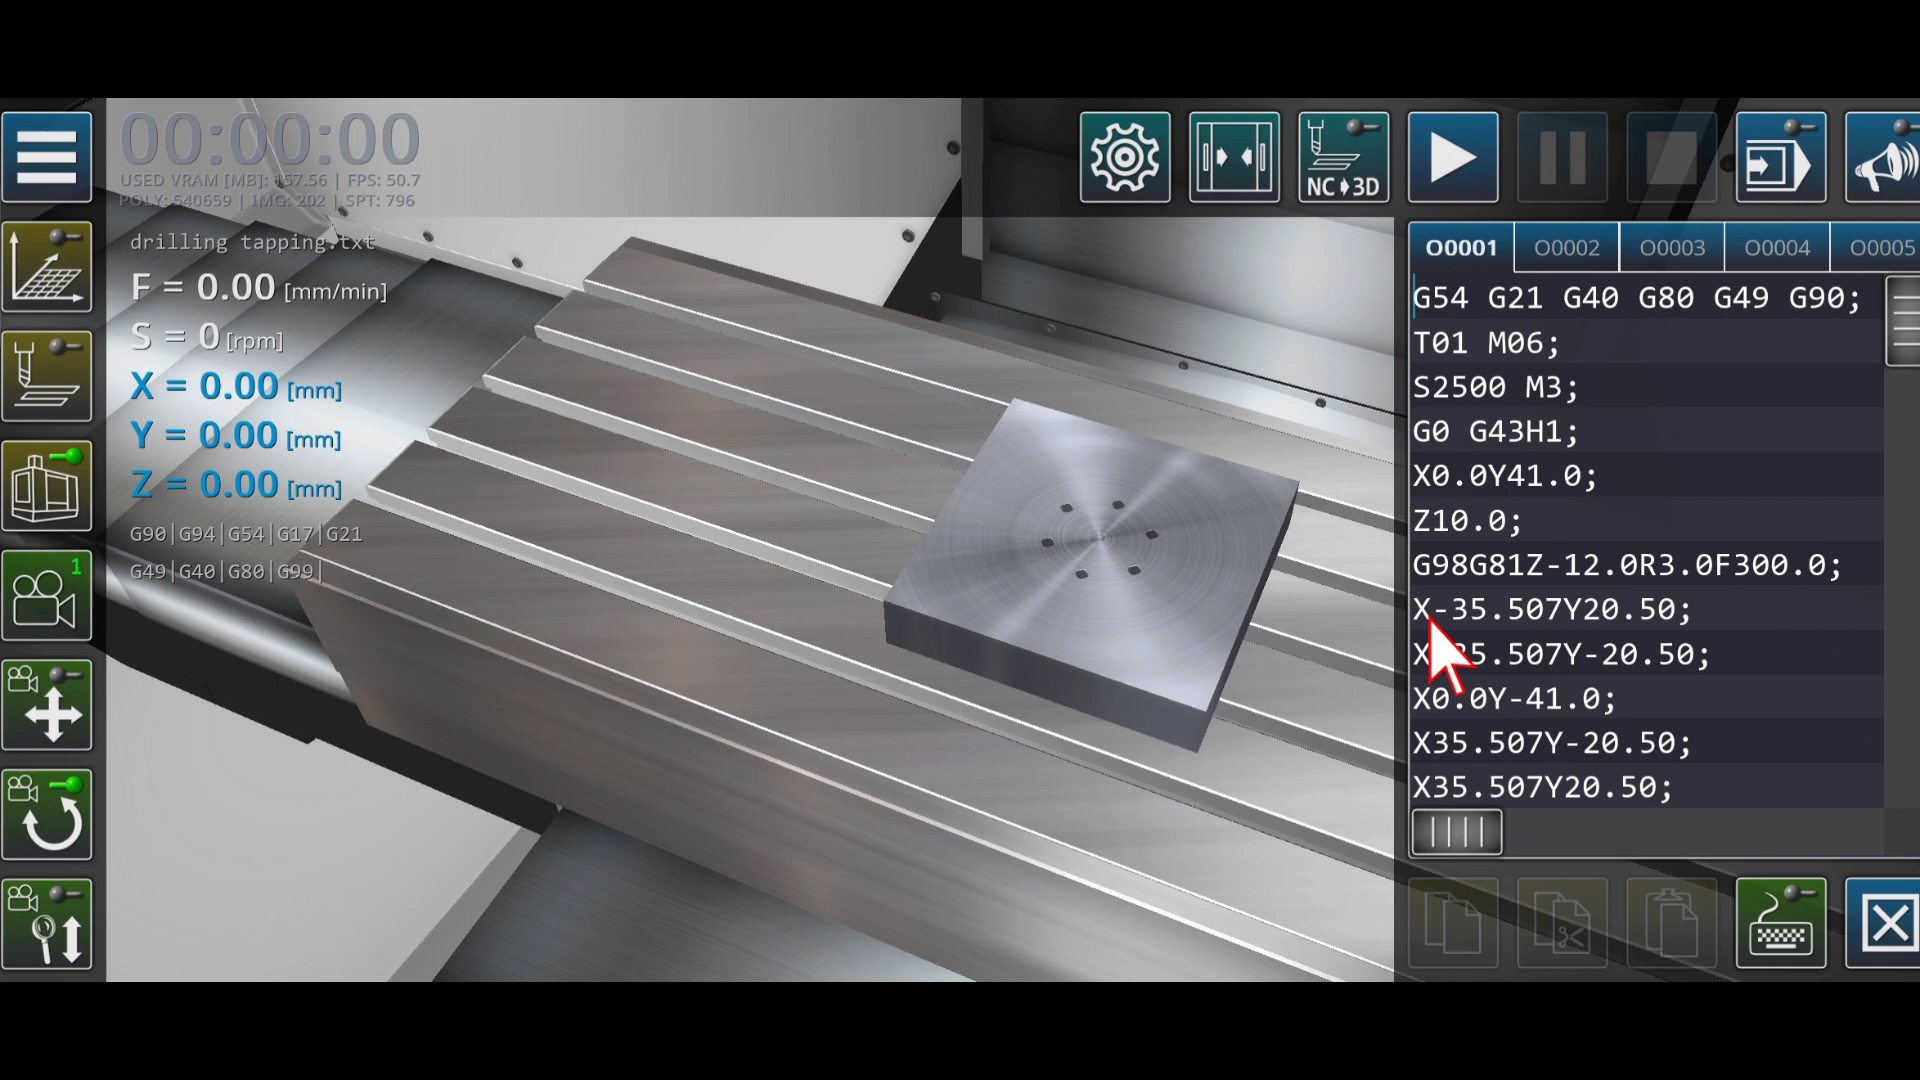 00:00:00
USED VRAM [MB]: 157.56 | FPS: 50.7
POLY: 540659 | IMG: 202 | SPT: 796
drilling tapping.txt
F = 0.00 [mm/min]
S = 0 [rpm]
X = 0.00 [mm]
Y = 0.00 [mm]
Z = 0.00 [mm]
G90|G94|G54|G17|G21
G49|G40|G80|G99|
1
NC 3D
O0001 O0002 O0003 O0004 O0005
G54 G21 G40 G80 G49 G90;
T01 M06;
S2500 M3;
G0 G43H1;
X0.0Y41.0;
Z10.0;
G98G81Z-12.0R3.0F300.0;
X-35.507Y20.50;
X-35.507Y-20.50;
X0.0Y-41.0;
X35.507Y-20.50;
X35.507Y20.50;